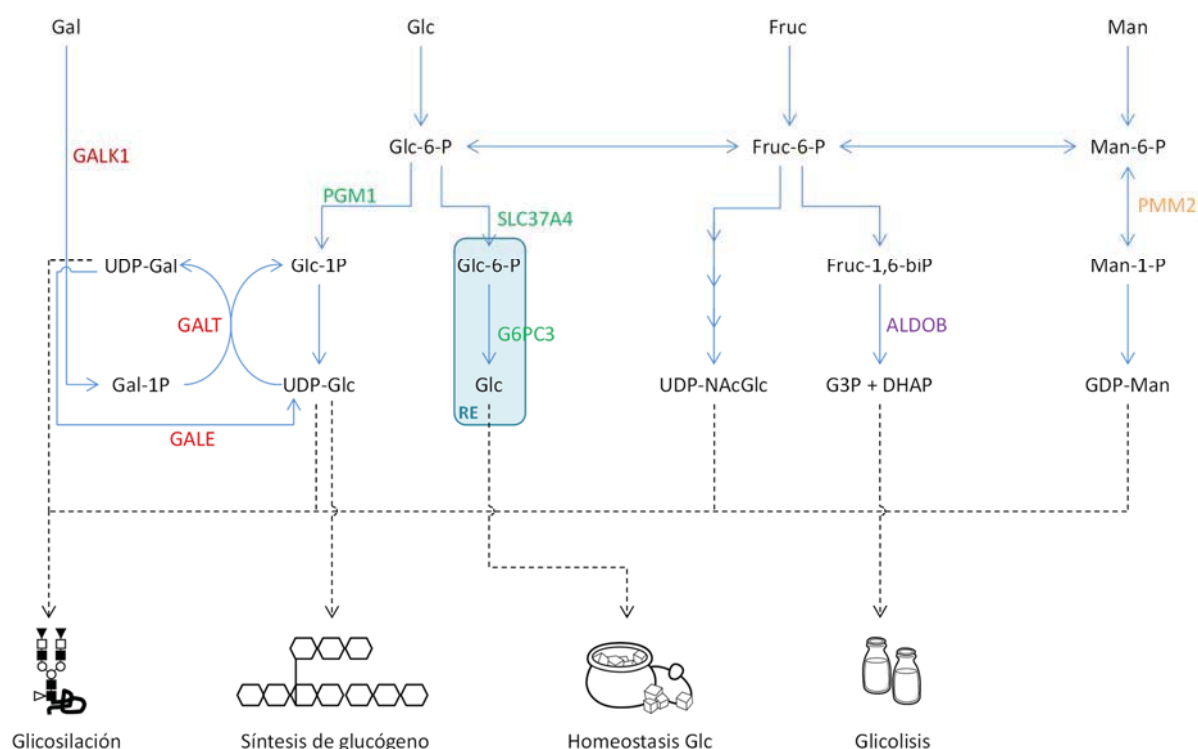 Gal
Glc
Fruc
Man
Glc-6-P
Fruc-6-P
Man-6-P
GALK1
PGM1
SLC37A4
PMM2
UDP-Gal
Glc-1P
Glc-6-P
Fruc-1,6-biP
Man-1-P
GALT
G6PC3
ALDOB
Gal-1P
UDP-Glc
Glc
UDP-NAcGlc
G3P + DHAP
GDP-Man
RE
GALE
Glicosilación
Síntesis de glucógeno
Homeostasis Glc
Glicolisis